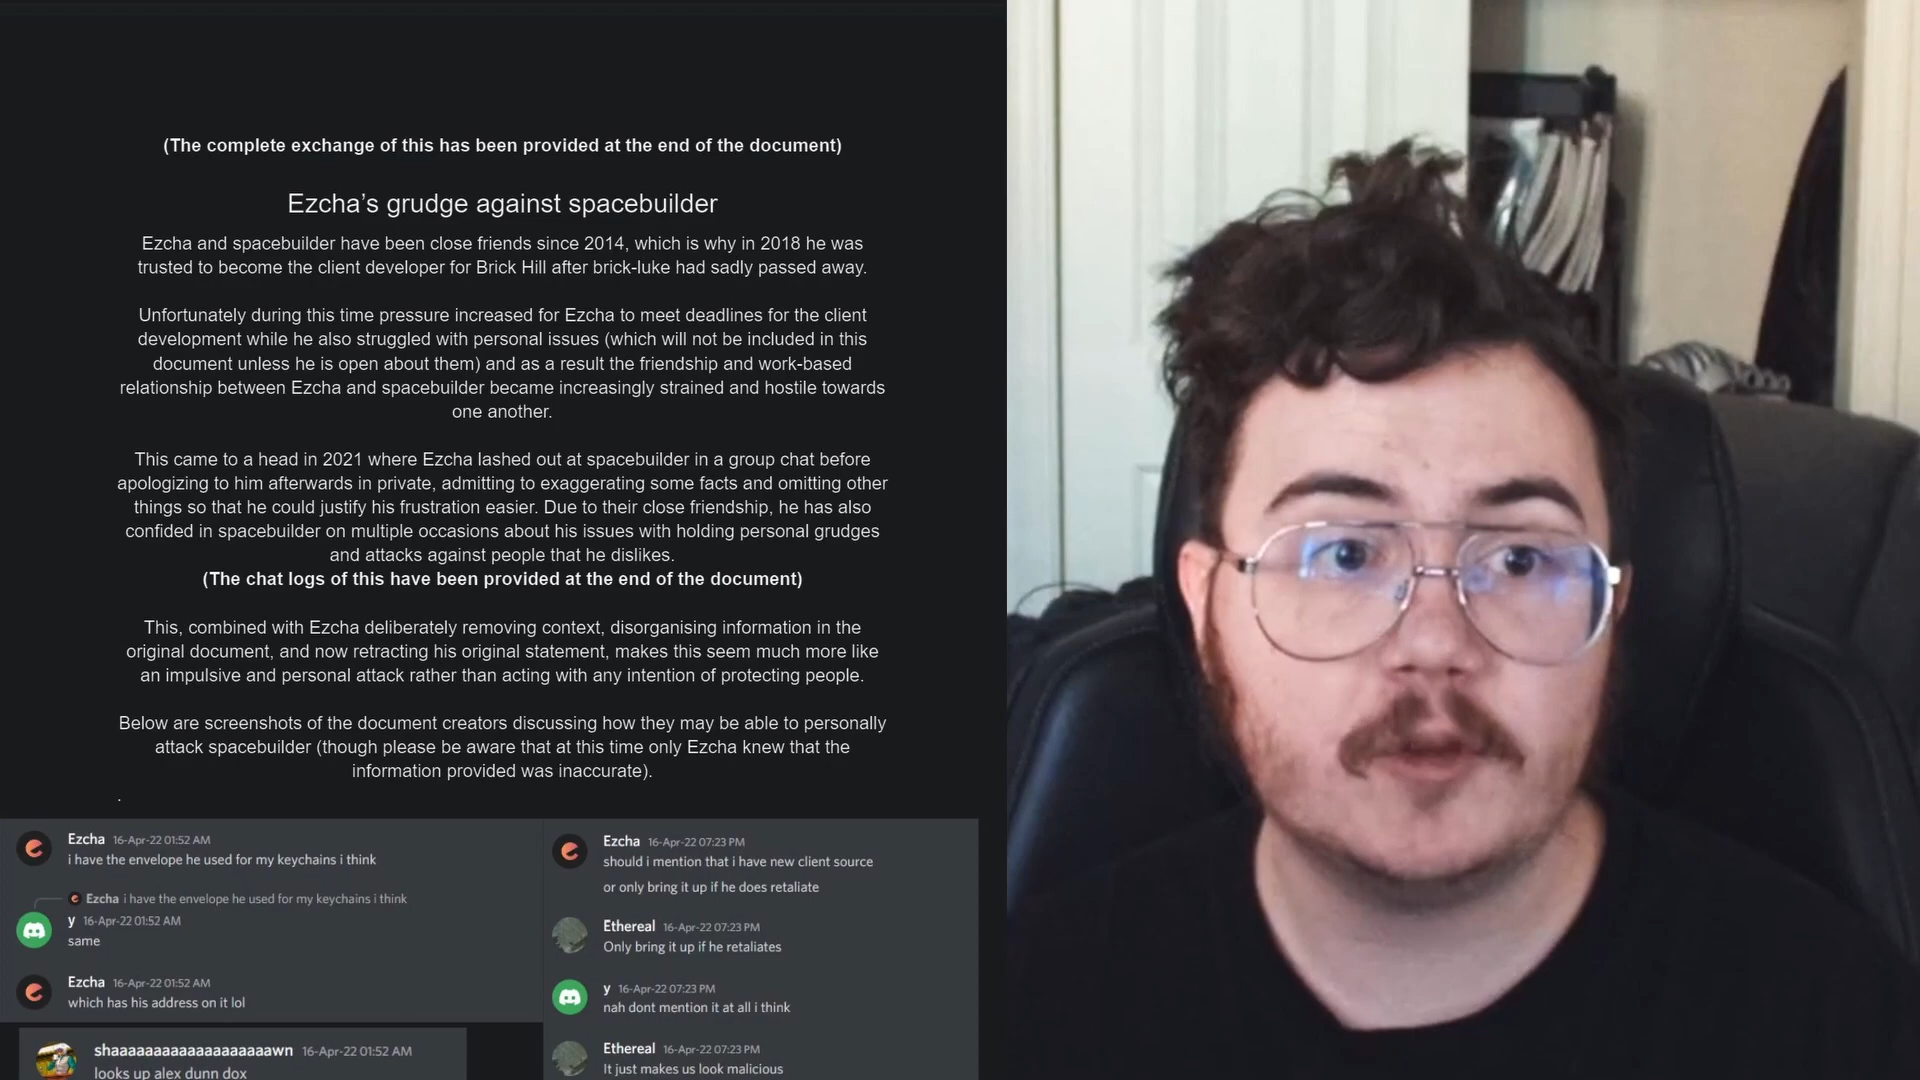 (The complete exchange of this has been provided at the end of the document)
Ezcha’s grudge against spacebuilder
Ezcha and spacebuilder have been close friends since 2014, which is why in 2018 he was
trusted to become the client developer for Brick Hill after brick-luke had sadly passed away.
Unfortunately during this time pressure increased for Ezcha to meet deadlines for the client
development while he also struggled with personal issues (which will not be included in this
document unless he is open about them) and as a result the friendship and work-based
relationship between Ezcha and spacebuilder became increasingly strained and hostile towards
one another.
This came to a head in 2021 where Ezcha lashed out at spacebuilder in a group chat before
apologizing to him afterwards in private, admitting to exaggerating some facts and omitting other
things so that he could justify his frustration easier. Due to their close friendship, he has also
confided in spacebuilder on multiple occasions about his issues with holding personal grudges
and attacks against people that he dislikes.
(The chat logs of this have been provided at the end of the document)
This, combined with Ezcha deliberately removing context, disorganising information in the
original document, and now retracting his original statement, makes this seem much more like
an impulsive and personal attack rather than acting with any intention of protecting people.
Below are screenshots of the document creators discussing how they may be able to personally
attack spacebuilder (though please be aware that at this time only Ezcha knew that the
information provided was inaccurate).
.
Ezcha 16-Apr-22 01:52 AM
i have the envelope he used for my keychains i think
Ezcha i have the envelope he used for my keychains i think
y 16-Apr-22 01:52 AM
same
Ezcha 16-Apr-22 01:52 AM
which has his address on it lol
shaaaaaaaaaaaaaaaaaaawn 16-Apr-22 01:52 AM
looks up alex dunn dox
Ezcha 16-Apr-22 07:23 PM
should i mention that i have new client source
or only bring it up if he does retaliate
Ethereal 16-Apr-22 07:23 PM
Only bring it up if he retaliates
y 16-Apr-22 07:23 PM
nah dont mention it at all i think
Ethereal 16-Apr-22 07:23 PM
It just makes us look malicious